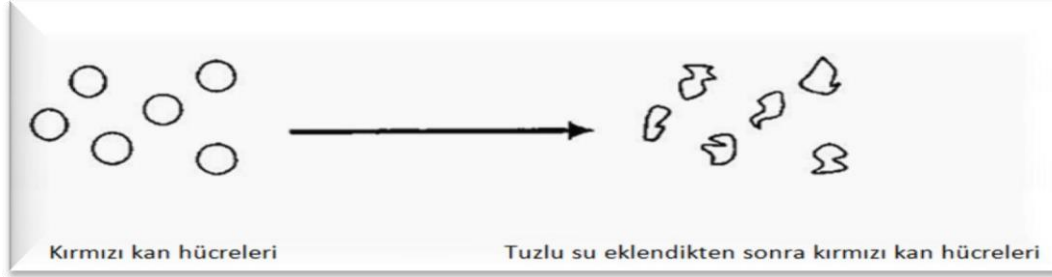 Kırmızı kan hücreleri
Tuzlu su eklendikten sonra kırmızı kan hücreleri